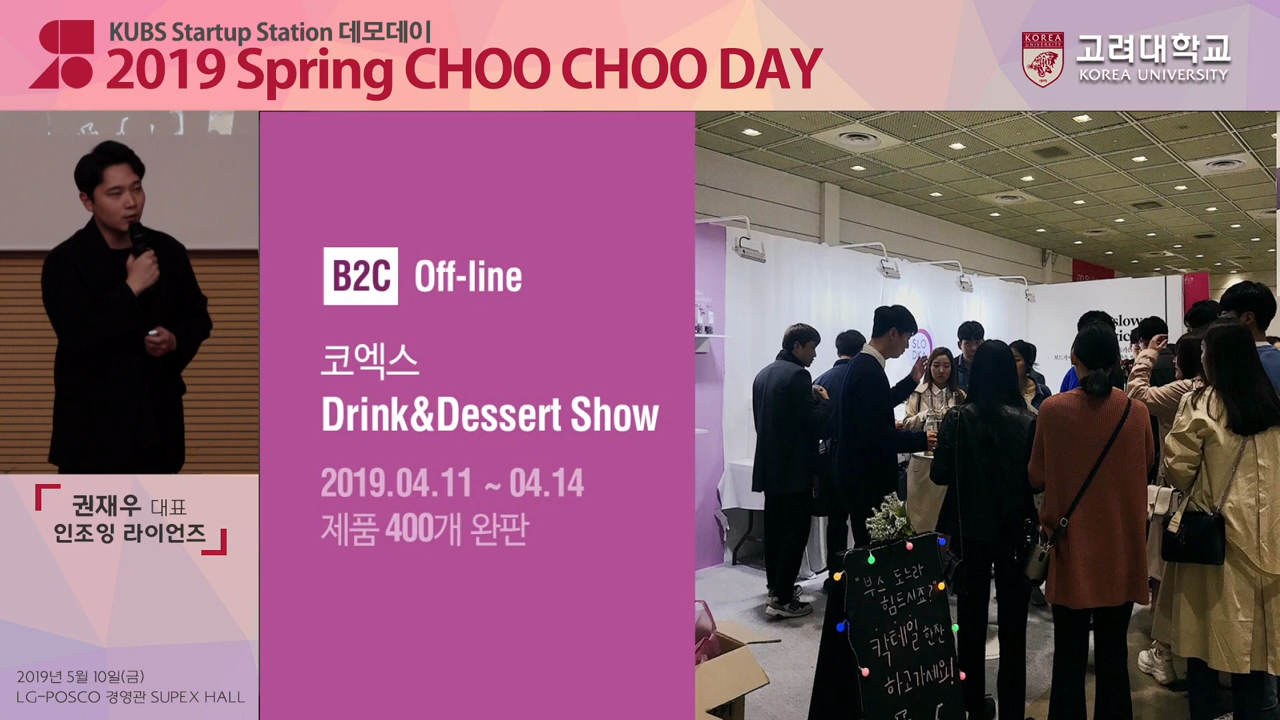 KUBS Startup Station 데모데이
2019 Spring CHOO CHOO DAY
KOREA
UNIVERSITY
고려대학교
KOREA UNIVERSITY
B2C Off-line
코엑스
Drink&Dessert Show
2019.04.11 ~ 04.14
제품 400개 완판
권재우 대표
인조잉 라이언즈
2019년 5월 10일(금)
LG-POSCO 경영관 SUPEX HALL
SLO
slow
"부스 도느라
힘드시죠?"
칵테일 한잔
하고가세요!